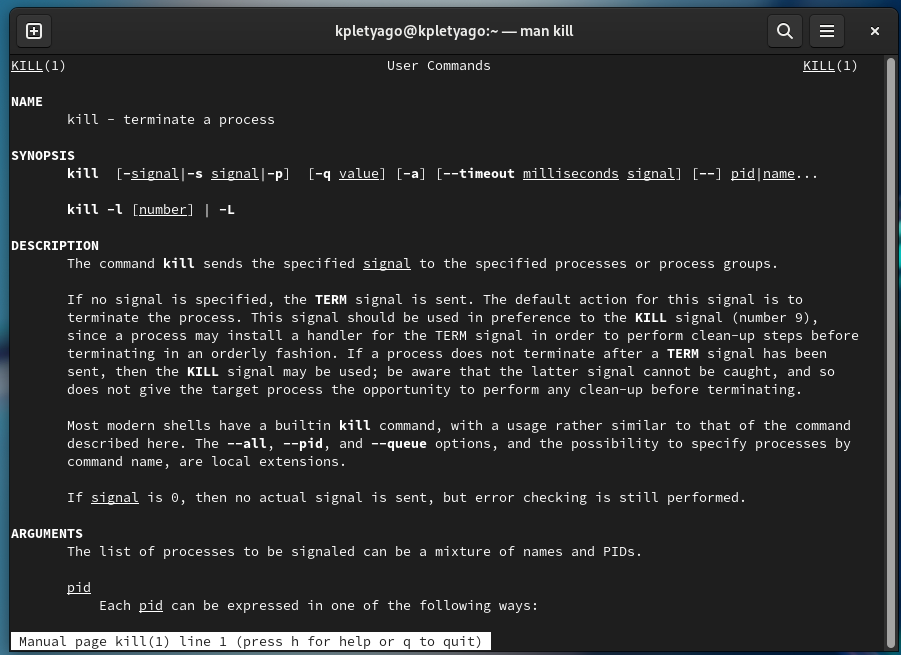 kpletyago@kpletyago:~ — man kill
KILL(1) User Commands KILL(1)
NAME
kill - terminate a process
SYNOPSIS
kill [-signal|-s signal|-p] [-q value] [-a] [--timeout milliseconds signal] [--] pid|name...
kill -l [number] | -L
DESCRIPTION
The command kill sends the specified signal to the specified processes or process groups.
If no signal is specified, the TERM signal is sent. The default action for this signal is to
terminate the process. This signal should be used in preference to the KILL signal (number 9),
since a process may install a handler for the TERM signal in order to perform clean-up steps before
terminating in an orderly fashion. If a process does not terminate after a TERM signal has been
sent, then the KILL signal may be used; be aware that the latter signal cannot be caught, and so
does not give the target process the opportunity to perform any clean-up before terminating.
Most modern shells have a builtin kill command, with a usage rather similar to that of the command
described here. The --all, --pid, and --queue options, and the possibility to specify processes by
command name, are local extensions.
If signal is 0, then no actual signal is sent, but error checking is still performed.
ARGUMENTS
The list of processes to be signaled can be a mixture of names and PIDs.
pid
Each pid can be expressed in one of the following ways:
Manual page kill(1) line 1 (press h for help or q to quit)